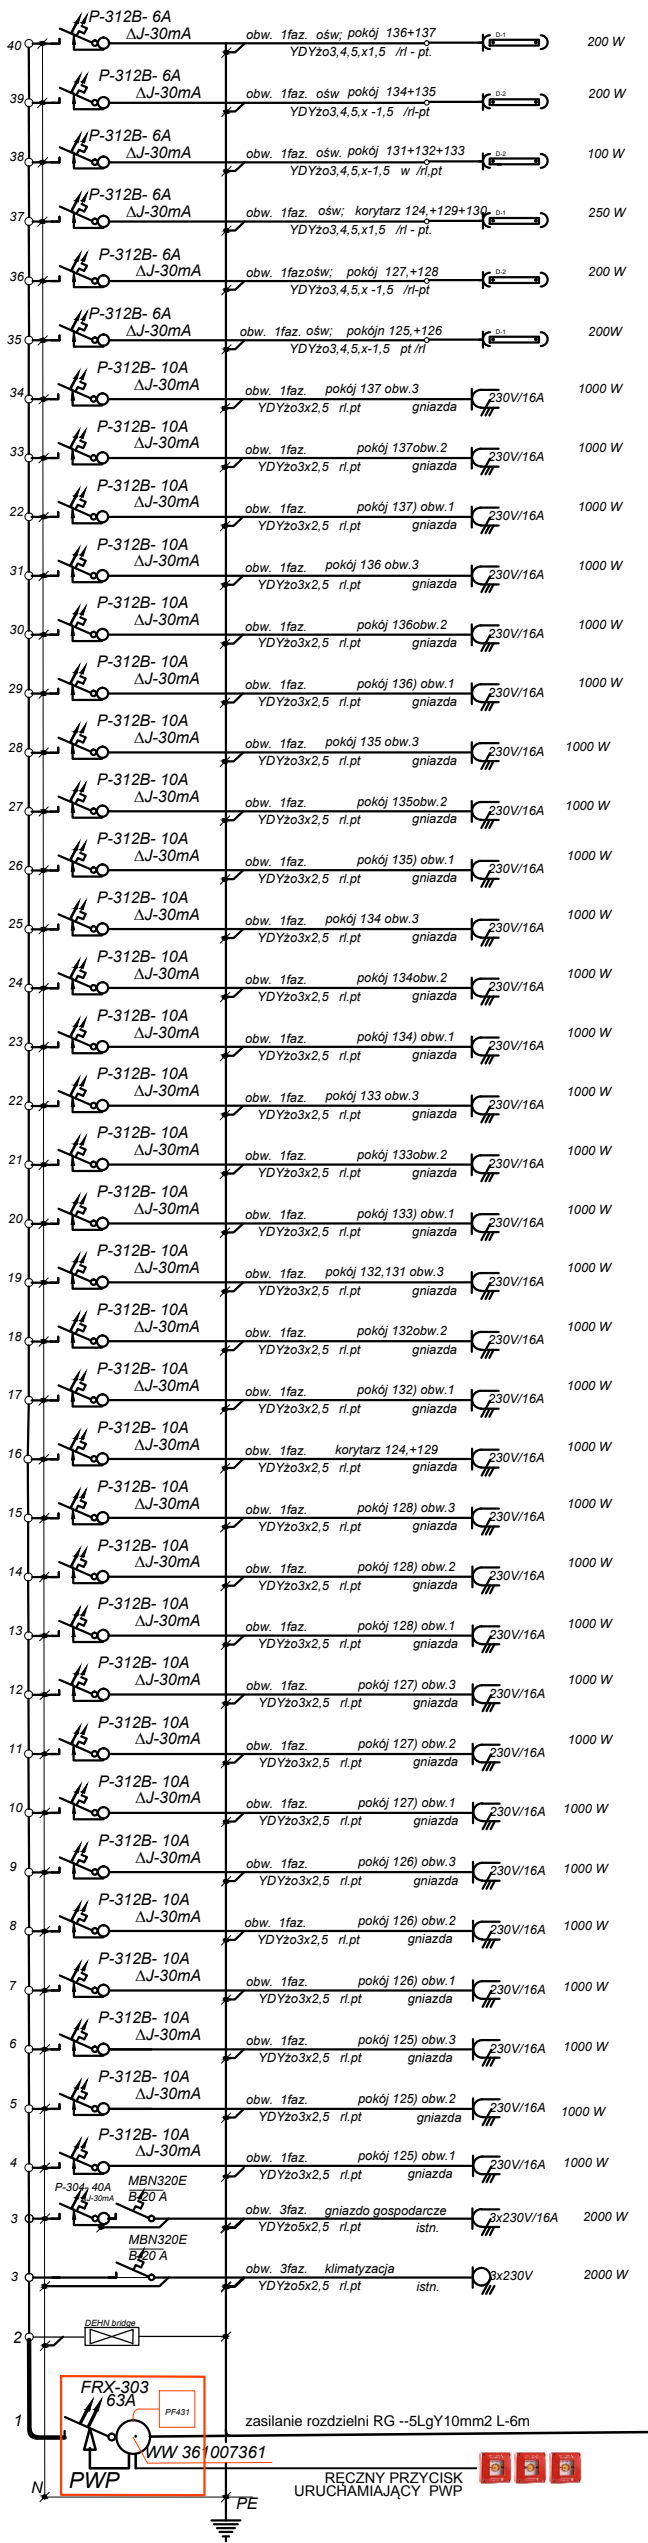 P-312B- 6A
40 ΔJ-30mA obw. 1faz. ośw; pokój 136+137 D-1 200 W
YDYżo3,4,5,x1,5 /rl - pt.
P-312B- 6A
39 ΔJ-30mA obw. 1faz. ośw pokój 134+135 D-2 200 W
YDYżo3,4,5,x -1,5 /rl-pt
P-312B- 6A
38 ΔJ-30mA obw. 1faz. ośw. pokój 131+132+133 D-2 100 W
YDYżo3,4,5,x-1,5 w /rl,pt
P-312B- 6A
37 ΔJ-30mA obw. 1faz. ośw; korytarz 124,+129+130 D-1 250 W
YDYżo3,4,5,x1,5 /rl - pt.
P-312B- 6A
36 ΔJ-30mA obw. 1faz.ośw; pokój 127,+128 D-2 200 W
YDYżo3,4,5,x -1,5 /rl-pt
P-312B- 6A
35 ΔJ-30mA obw. 1faz. ośw; pokójn 125,+126 D-1 200W
YDYżo3,4,5,x-1,5 pt /rl
P-312B- 10A
34 ΔJ-30mA obw. 1faz. pokój 137 obw.3 230V/16A 1000 W
YDYżo3x2,5 rl.pt gniazda
P-312B- 10A
33 ΔJ-30mA obw. 1faz. pokój 137obw.2 230V/16A 1000 W
YDYżo3x2,5 rl.pt gniazda
P-312B- 10A
22 ΔJ-30mA obw. 1faz. pokój 137) obw.1 230V/16A 1000 W
YDYżo3x2,5 rl.pt gniazda
P-312B- 10A
31 ΔJ-30mA obw. 1faz. pokój 136 obw.3 230V/16A 1000 W
YDYżo3x2,5 rl.pt gniazda
P-312B- 10A
30 ΔJ-30mA obw. 1faz. pokój 136obw.2 230V/16A 1000 W
YDYżo3x2,5 rl.pt gniazda
P-312B- 10A
29 ΔJ-30mA obw. 1faz. pokój 136) obw.1 230V/16A 1000 W
YDYżo3x2,5 rl.pt gniazda
P-312B- 10A
28 ΔJ-30mA obw. 1faz. pokój 135 obw.3 230V/16A 1000 W
YDYżo3x2,5 rl.pt gniazda
P-312B- 10A
27 ΔJ-30mA obw. 1faz. pokój 135obw.2 230V/16A 1000 W
YDYżo3x2,5 rl.pt gniazda
P-312B- 10A
26 ΔJ-30mA obw. 1faz. pokój 135) obw.1 230V/16A 1000 W
YDYżo3x2,5 rl.pt gniazda
P-312B- 10A
25 ΔJ-30mA obw. 1faz. pokój 134 obw.3 230V/16A 1000 W
YDYżo3x2,5 rl.pt gniazda
P-312B- 10A
24 ΔJ-30mA obw. 1faz. pokój 134obw.2 230V/16A 1000 W
YDYżo3x2,5 rl.pt gniazda
P-312B- 10A
23 ΔJ-30mA obw. 1faz. pokój 134) obw.1 230V/16A 1000 W
YDYżo3x2,5 rl.pt gniazda
P-312B- 10A
22 ΔJ-30mA obw. 1faz. pokój 133 obw.3 230V/16A 1000 W
YDYżo3x2,5 rl.pt gniazda
P-312B- 10A
21 ΔJ-30mA obw. 1faz. pokój 133obw.2 230V/16A 1000 W
YDYżo3x2,5 rl.pt gniazda
P-312B- 10A
20 ΔJ-30mA obw. 1faz. pokój 133) obw.1 230V/16A 1000 W
YDYżo3x2,5 rl.pt gniazda
P-312B- 10A
19 ΔJ-30mA obw. 1faz. pokój 132,131 obw.3 230V/16A 1000 W
YDYżo3x2,5 rl.pt gniazda
P-312B- 10A
18 ΔJ-30mA obw. 1faz. pokój 132obw.2 230V/16A 1000 W
YDYżo3x2,5 rl.pt gniazda
P-312B- 10A
17 ΔJ-30mA obw. 1faz. pokój 132) obw.1 230V/16A 1000 W
YDYżo3x2,5 rl.pt gniazda
P-312B- 10A
16 ΔJ-30mA obw. 1faz. korytarz 124,+129 230V/16A 1000 W
YDYżo3x2,5 rl.pt gniazda
P-312B- 10A
15 ΔJ-30mA obw. 1faz. pokój 128) obw.3 230V/16A 1000 W
YDYżo3x2,5 rl.pt gniazda
P-312B- 10A
14 ΔJ-30mA obw. 1faz. pokój 128) obw.2 230V/16A 1000 W
YDYżo3x2,5 rl.pt gniazda
P-312B- 10A
13 ΔJ-30mA obw. 1faz. pokój 128) obw.1 230V/16A 1000 W
YDYżo3x2,5 rl.pt gniazda
P-312B- 10A
12 ΔJ-30mA obw. 1faz. pokój 127) obw.3 230V/16A 1000 W
YDYżo3x2,5 rl.pt gniazda
P-312B- 10A
11 ΔJ-30mA obw. 1faz. pokój 127) obw.2 230V/16A 1000 W
YDYżo3x2,5 rl.pt gniazda
P-312B- 10A
10 ΔJ-30mA obw. 1faz. pokój 127) obw.1 230V/16A 1000 W
YDYżo3x2,5 rl.pt gniazda
P-312B- 10A
9 ΔJ-30mA obw. 1faz. pokój 126) obw.3 230V/16A 1000 W
YDYżo3x2,5 rl.pt gniazda
P-312B- 10A
8 ΔJ-30mA obw. 1faz. pokój 126) obw.2 230V/16A 1000 W
YDYżo3x2,5 rl.pt gniazda
P-312B- 10A
7 ΔJ-30mA obw. 1faz. pokój 126) obw.1 230V/16A 1000 W
YDYżo3x2,5 rl.pt gniazda
P-312B- 10A
6 ΔJ-30mA obw. 1faz. pokój 125) obw.3 230V/16A 1000 W
YDYżo3x2,5 rl.pt gniazda
P-312B- 10A
5 ΔJ-30mA obw. 1faz. pokój 125) obw.2 230V/16A 1000 W
YDYżo3x2,5 rl.pt gniazda
P-312B- 10A
4 ΔJ-30mA obw. 1faz. pokój 125) obw.1 230V/16A 1000 W
YDYżo3x2,5 rl.pt gniazda
P-304- 40A MBN320E
ΔJ-30mA B-20 A
3 obw. 3faz. gniazdo gospodarcze 3x230V/16A 2000 W
YDYżo5x2,5 rl.pt istn.
MBN320E
B-20 A
3 obw. 3faz. klimatyzacja 3x230V 2000 W
YDYżo5x2,5 rl.pt istn.
DEHN bridge
2
FRX-303
63A
PF431
1 zasilanie rozdzielni RG --5LgY10mm2 L-6m
WW 361007361
PWP
RĘCZNY PRZYCISK
URUCHAMIAJĄCY PWP
N
PE